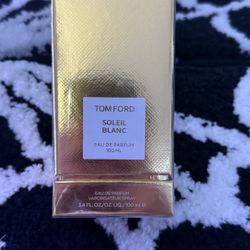 TOM FORD
SOLEIL
BLANC
EAU DE PARFUM
100 ML
EAU DE PARFUM
VAPORISATEUR SPRAY
3.4 FL.OZ./OZ. LIQ./100 ml ℮